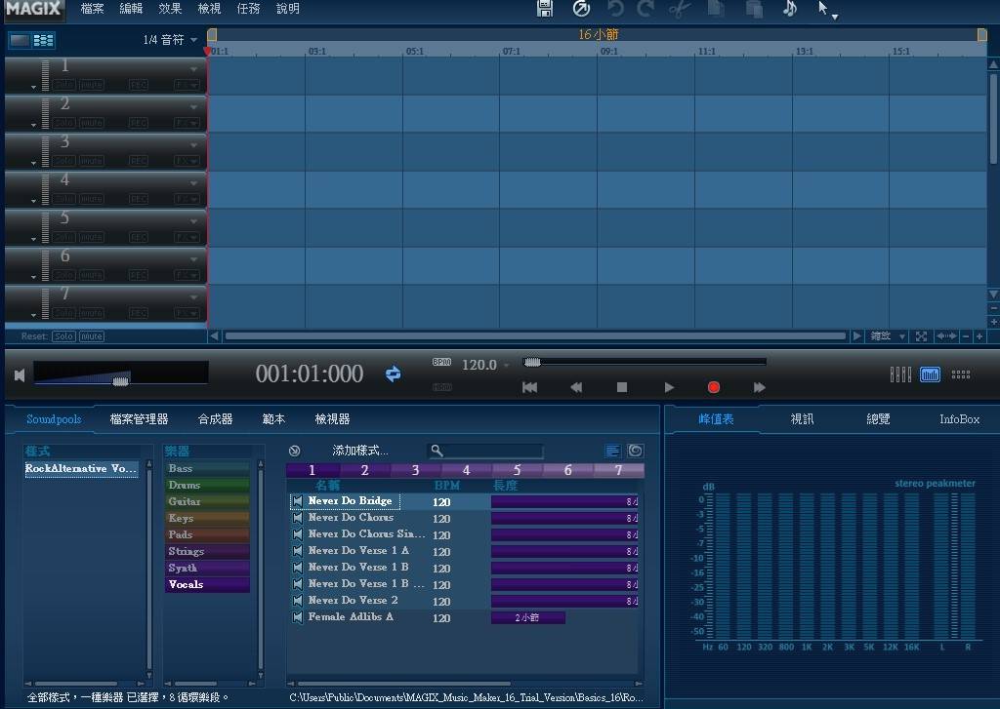 MAGIX 檔案 編輯 效果 檢視 任務 說明
1/4 音符 16 小節
01:1 03:1 05:1 07:1 09:1 11:1 13:1 15:1
1
Solo Mute REC FX
2
Solo Mute REC FX
3
Solo Mute REC FX
4
Solo Mute REC FX
5
Solo Mute REC FX
6
Solo Mute REC FX
7
Solo Mute REC FX
Reset: Solo Mute 縮放
001:01:000 BPM 120.0
Soundpools 檔案管理器 合成器 範本 檢視器
峰值表 視訊 總覽 InfoBox
樣式
RockAlternative Vo...
樂器
Bass
Drums
Guitar
Keys
Pads
Strings
Synth
Vocals
添加樣式...
1 2 3 4 5 6 7
名稱 BPM 長度
Never Do Bridge 120 8 小
Never Do Chorus 120 8 小
Never Do Chorus Sin... 120 8 小
Never Do Verse 1 A 120 8 小
Never Do Verse 1 B 120 8 小
Never Do Verse 1 B ... 120 8 小
Never Do Verse 2 120 8 小
Female Adlibs A 120 2 小節
dB stereo peakmeter
0
-3
-5
-7
-10
-16
-25
-30
-40
-50
Hz 60 120 320 800 1K 2K 3K 5K 12K 16K L R
全部樣式，一種樂器 已選擇，8 循環樂段。
C:\Users\Public\Documents\MAGIX_Music_Maker_16_Trial_Version\Basics_16\Ro...